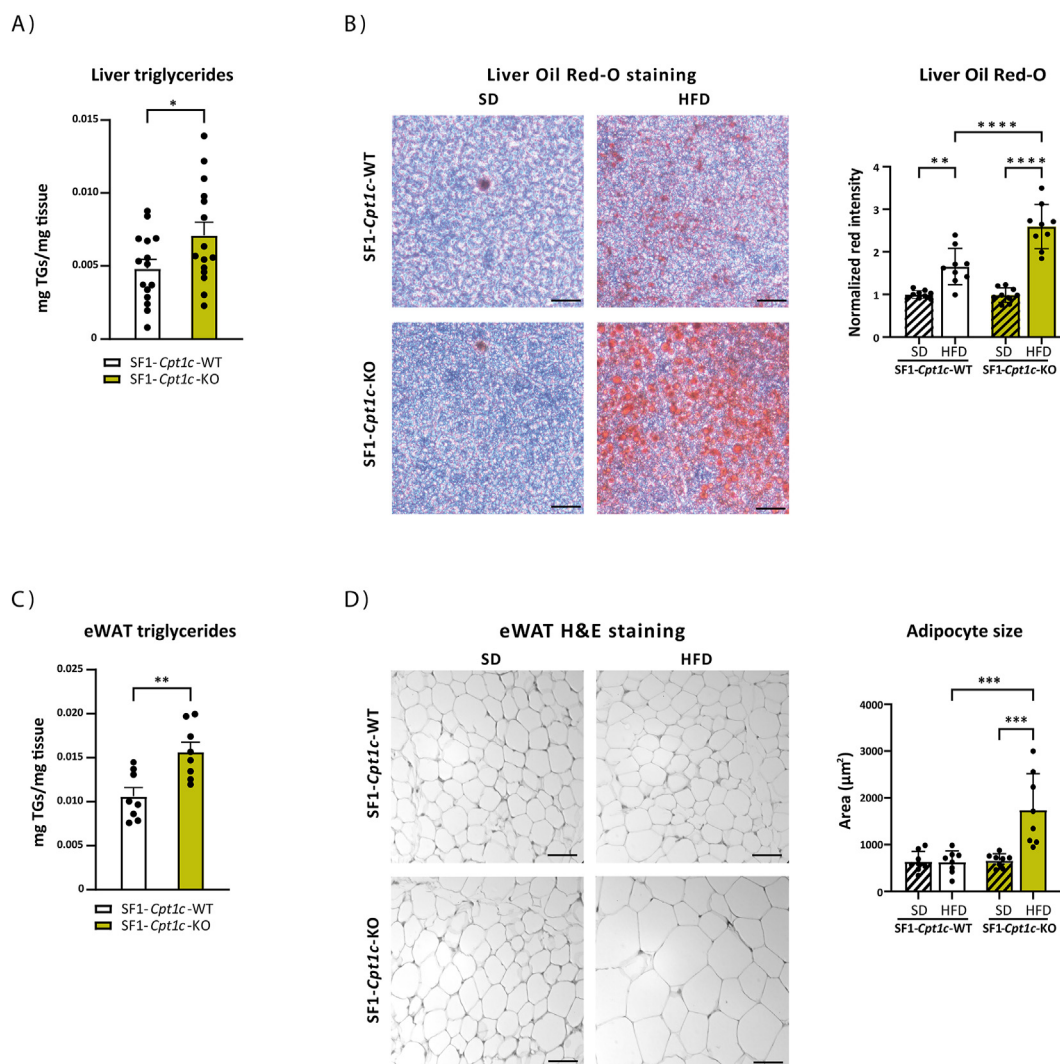 A)
Liver triglycerides
*
0.015
0.010
0.005
0
mg TGs/mg tissue
SF1-Cpt1c-WT
SF1-Cpt1c-KO
B)
Liver Oil Red-O staining
SD HFD
SF1-Cpt1c-WT
SF1-Cpt1c-KO
Liver Oil Red-O
****
** ****
4
3
2
1
0
Normalized red intensity
SD HFD SD HFD
SF1-Cpt1c-WT SF1-Cpt1c-KO
C)
eWAT triglycerides
**
0.025
0.020
0.015
0.010
0.005
0
mg TGs/mg tissue
SF1-Cpt1c-WT
SF1-Cpt1c-KO
D)
eWAT H&E staining
SD HFD
SF1-Cpt1c-WT
SF1-Cpt1c-KO
Adipocyte size
***
***
4000
3000
2000
1000
0
Area (µm²)
SD HFD SD HFD
SF1-Cpt1c-WT SF1-Cpt1c-KO